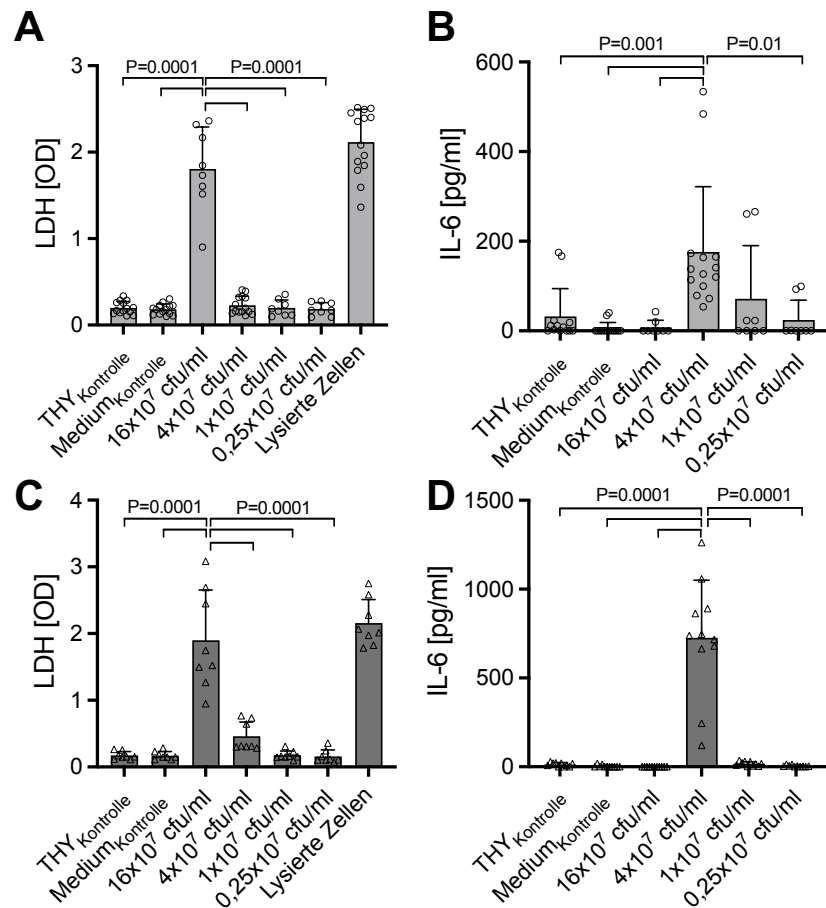 A
P=0.0001 P=0.0001
3
2
1
0
LDH [OD]
THY Kontrolle
Medium Kontrolle
16x10⁷ cfu/ml
4x10⁷ cfu/ml
1x10⁷ cfu/ml
0,25x10⁷ cfu/ml
Lysierte Zellen
B
P=0.001 P=0.01
600
400
200
0
IL-6 [pg/ml]
THY Kontrolle
Medium Kontrolle
16x10⁷ cfu/ml
4x10⁷ cfu/ml
1x10⁷ cfu/ml
0,25x10⁷ cfu/ml
C
P=0.0001 P=0.0001
4
3
2
1
0
LDH [OD]
THY Kontrolle
Medium Kontrolle
16x10⁷ cfu/ml
4x10⁷ cfu/ml
1x10⁷ cfu/ml
0,25x10⁷ cfu/ml
Lysierte Zellen
D
P=0.0001 P=0.0001
1500
1000
500
0
IL-6 [pg/ml]
THY Kontrolle
Medium Kontrolle
16x10⁷ cfu/ml
4x10⁷ cfu/ml
1x10⁷ cfu/ml
0,25x10⁷ cfu/ml